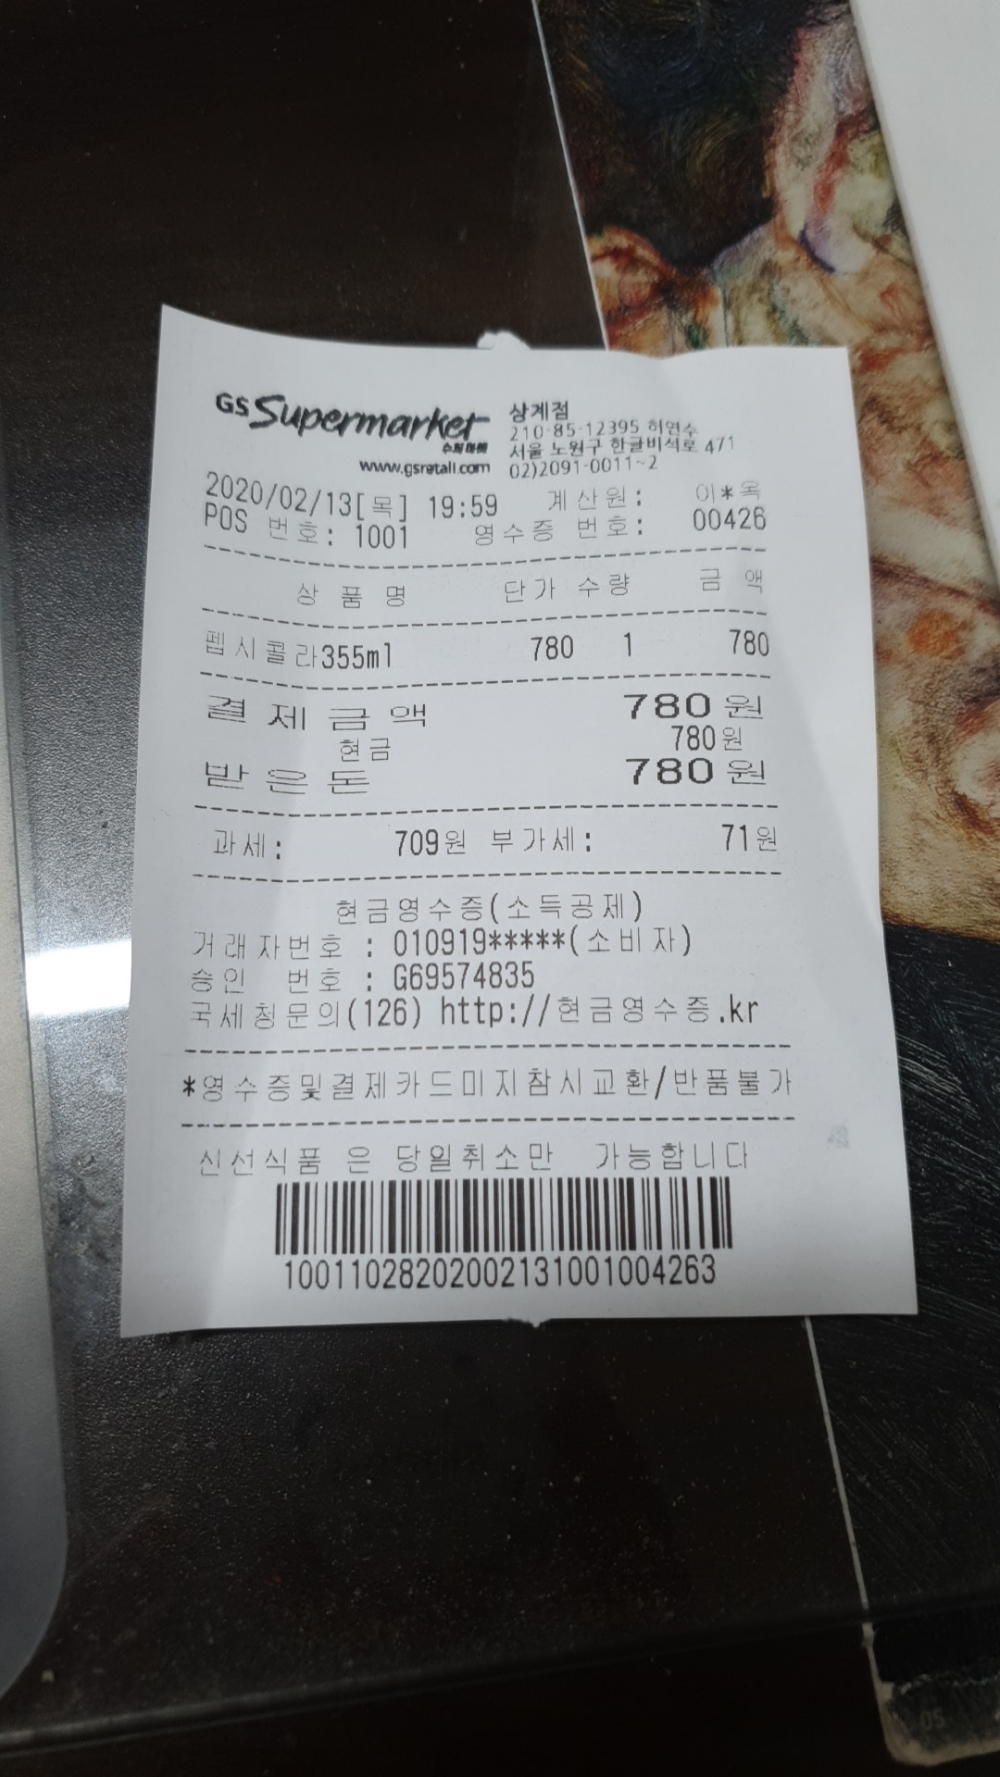 GS Supermarket 상계점
수퍼마켓 210-85-12395 허연수
서울 노원구 한글비석로 471
www.gsretail.com 02)2091-0011~2
2020/02/13[목] 19:59 계산원: 이*옥
POS 번호: 1001 영수증 번호: 00426
상 품 명 단가 수량 금 액
펩시콜라355ml 780 1 780
결 제 금 액 780 원
현금 780원
받 은 돈 780 원
과세: 709원 부가세: 71원
현금영수증(소득공제)
거래자번호 : 010919*****(소비자)
승인 번호 : G69574835
국세청문의(126) http://현금영수증.kr
*영수증및결제카드미지참시교환/반품불가
신선식품 은 당일취소만 가능합니다
10011028202002131001004263